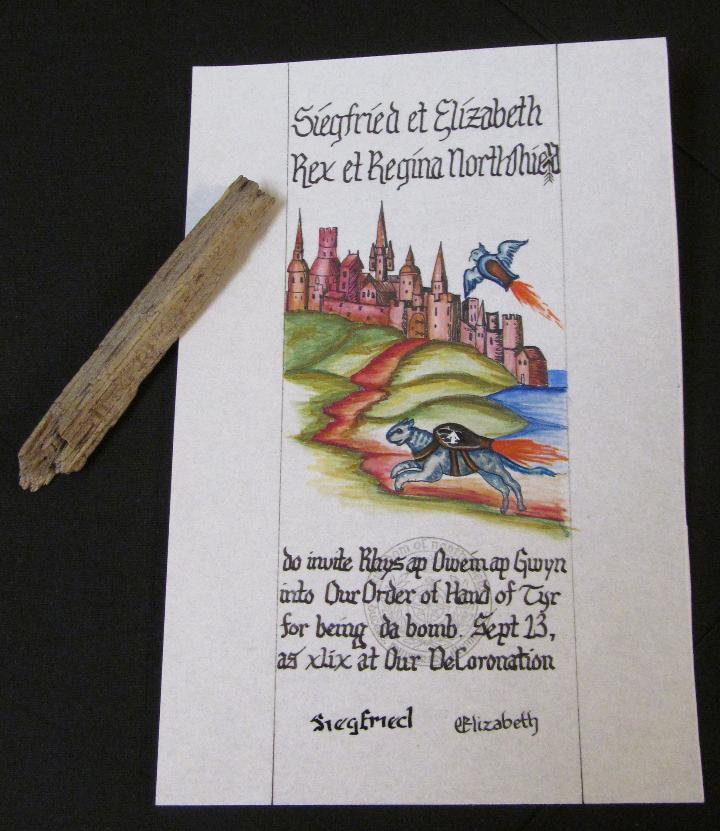 Siegfried et Elizabeth
Rex et Regina Northshield
do invite Rhys ap Owein ap Gwyn
into Our Order of Hand of Tyr
for being da bomb. Sept 13,
as xlix at Our DeCoronation
Siegfried Elizabeth